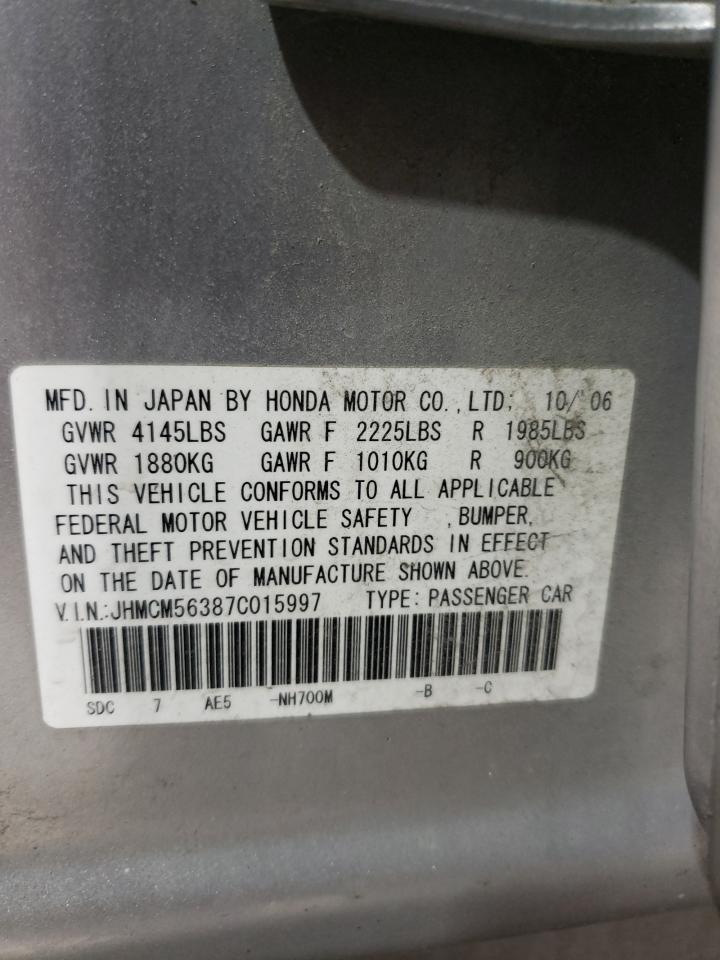 MFD. IN JAPAN BY HONDA MOTOR CO., LTD; 10/ 06
GVWR 4145LBS GAWR F 2225LBS R 1985LBS
GVWR 1880KG GAWR F 1010KG R 900KG
THIS VEHICLE CONFORMS TO ALL APPLICABLE
FEDERAL MOTOR VEHICLE SAFETY , BUMPER,
AND THEFT PREVENTION STANDARDS IN EFFECT
ON THE DATE OF MANUFACTURE SHOWN ABOVE.
V.I.N.:JHMCM56387C015997 TYPE: PASSENGER CAR
SDC 7 AE5 -NH700M -B -C